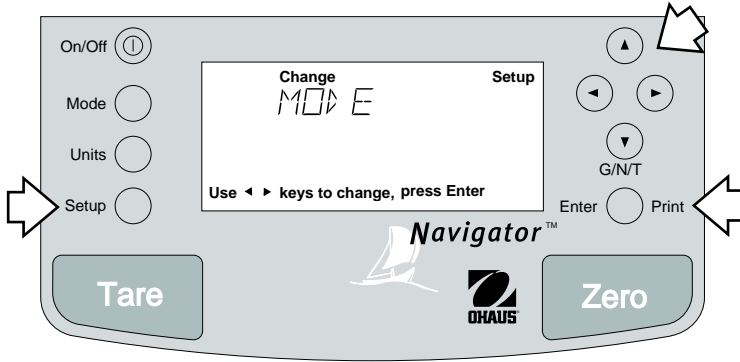 On/Off
Mode
Units
Setup
Change
Setup
MODE
Use ◄ ► keys to change, press Enter
G/N/T
Enter
Print
Navigator™
Tare
OHAUS®
Zero